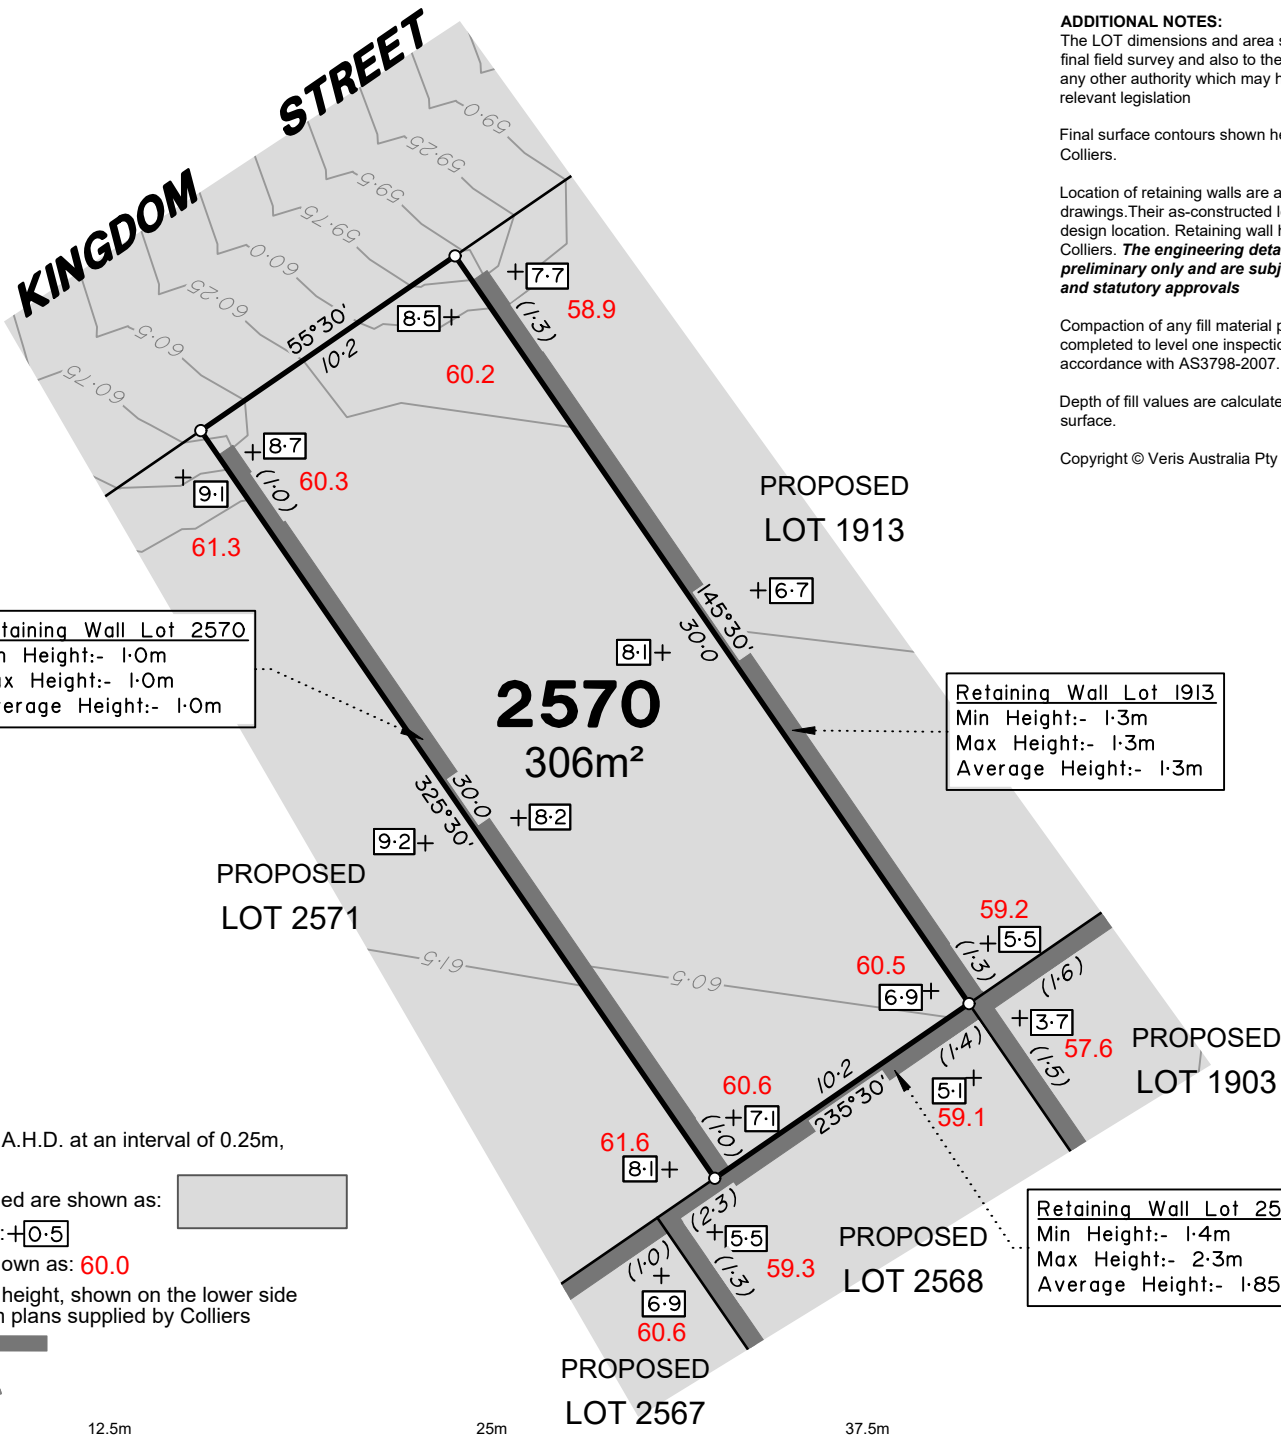 KINGDOM STREET
ADDITIONAL NOTES:
The LOT dimensions and area
final field survey and also to the
any other authority which may
relevant legislation
Final surface contours shown
Colliers.
Location of retaining walls are
drawings.Their as-constructed
design location. Retaining wall
Colliers. The engineering
preliminary only and are
and statutory approvals
Compaction of any fill material
completed to level one
accordance with AS3798-2007.
Depth of fill values are
surface.
Copyright © Veris Australia Pty
59·0
59·25
59·5
59·75
60·0
60·25
60·5
60·75
55°30'
10·2
7·7
(1·3)
58.9
8·5
60.2
8·7
(1·0)
60.3
9·1
61.3
PROPOSED
LOT 1913
6·7
145°30'
30·0
8·1
2570
306m²
Retaining Wall Lot 2570
Height:- 1·0m
Height:- 1·0m
Height:- 1·0m
Retaining Wall Lot 1913
Min Height:- 1·3m
Max Height:- 1·3m
Average Height:- 1·3m
30·0
325°30'
8·2
9·2
PROPOSED
LOT 2571
61·5
60·5
59.2
5·5
(1·3)
(1·6)
60.5
6·9
3·7
57.6
(1·5)
(1·4)
PROPOSED
LOT 1903
5·1
59.1
10·2
235°30'
60.6
7·1
(1·0)
61.6
8·1
(2·3)
5·5
59.3
(1·3)
(1·0)
6·9
60.6
PROPOSED
LOT 2568
PROPOSED
LOT 2567
Retaining Wall Lot
Min Height:- 1·4m
Max Height:- 2·3m
Average Height:- 1·85
A.H.D. at an interval of 0.25m,
are shown as:
0·5
as: 60.0
height, shown on the lower side
plans supplied by Colliers
12.5m 25m 37.5m